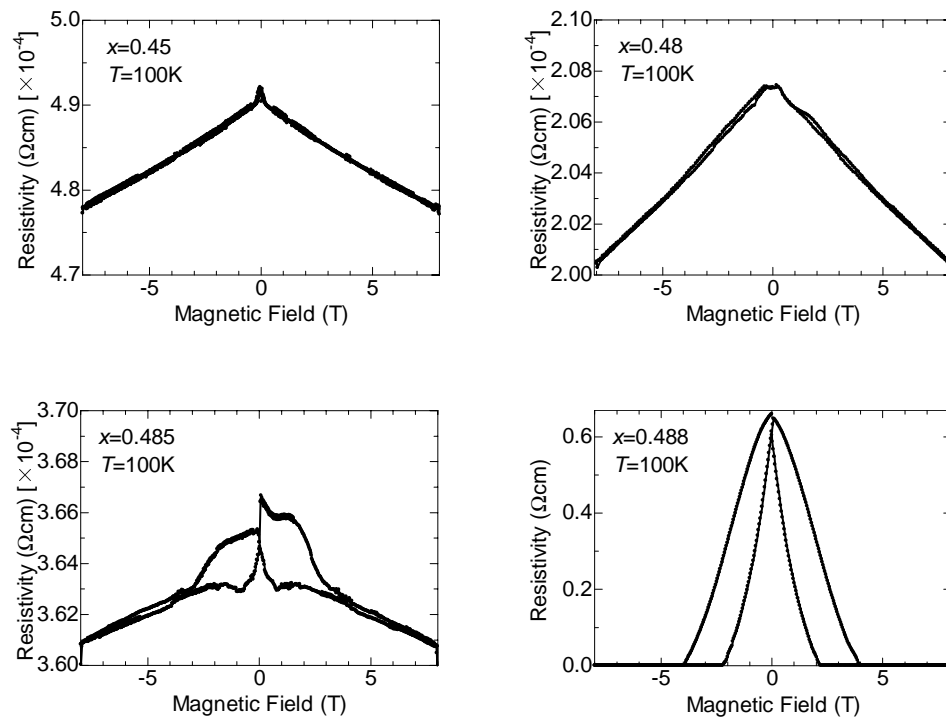 5.0
4.9
4.8
4.7
Resistivity (Ωcm) [×10⁻⁴]
x=0.45
T=100K
-5
0
5
Magnetic Field (T)
2.10
2.08
2.06
2.04
2.02
2.00
Resistivity (Ωcm) [×10⁻⁴]
x=0.48
T=100K
-5
0
5
Magnetic Field (T)
3.70
3.68
3.66
3.64
3.62
3.60
Resistivity (Ωcm) [×10⁻⁴]
x=0.485
T=100K
-5
0
5
Magnetic Field (T)
0.6
0.4
0.2
0.0
Resistivity (Ωcm)
x=0.488
T=100K
-5
0
5
Magnetic Field (T)